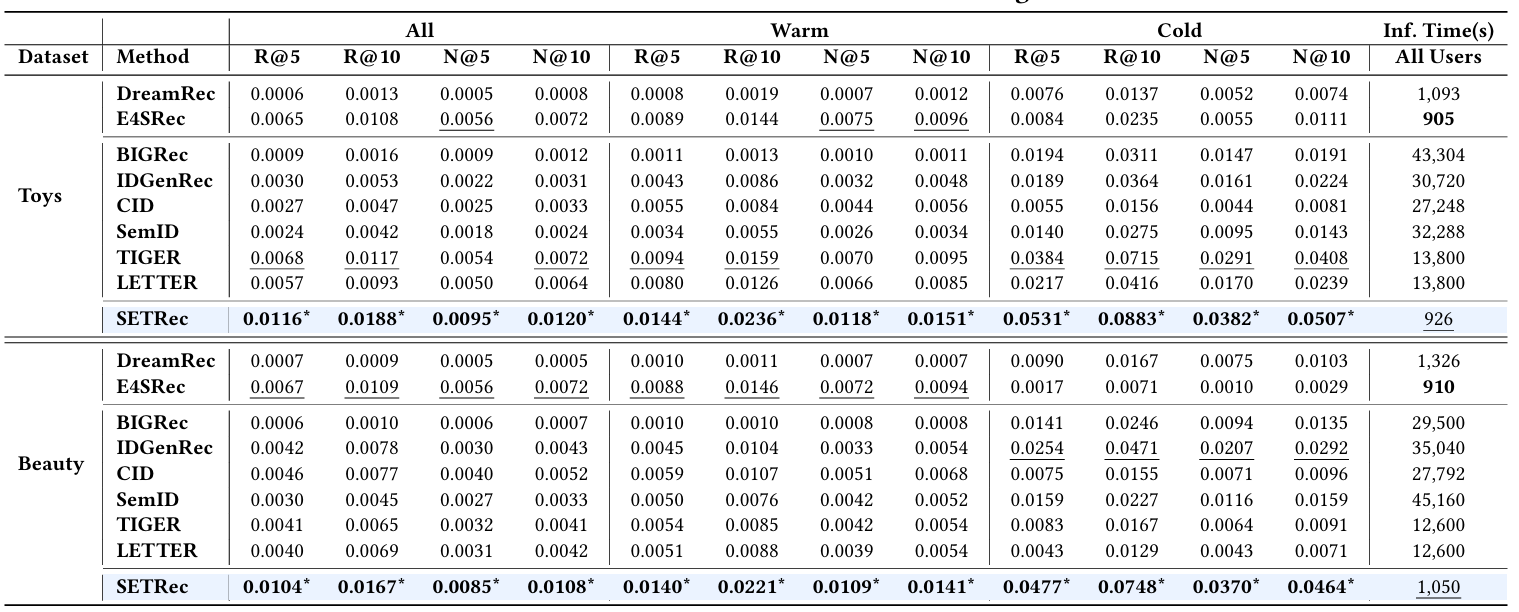 All Warm Cold Inf. Time(s)
Dataset Method R@5 R@10 N@5 N@10 R@5 R@10 N@5 N@10 R@5 R@10 N@5 N@10 All Users
DreamRec 0.0006 0.0013 0.0005 0.0008 0.0008 0.0019 0.0007 0.0012 0.0076 0.0137 0.0052 0.0074 1,093
E4SRec 0.0065 0.0108 0.0056 0.0072 0.0089 0.0144 0.0075 0.0096 0.0084 0.0235 0.0055 0.0111 905
BIGRec 0.0009 0.0016 0.0009 0.0012 0.0011 0.0013 0.0010 0.0011 0.0194 0.0311 0.0147 0.0191 43,304
IDGenRec 0.0030 0.0053 0.0022 0.0031 0.0043 0.0086 0.0032 0.0048 0.0189 0.0364 0.0161 0.0224 30,720
Toys
CID 0.0027 0.0047 0.0025 0.0033 0.0055 0.0084 0.0044 0.0056 0.0055 0.0156 0.0044 0.0081 27,248
SemID 0.0024 0.0042 0.0018 0.0024 0.0034 0.0055 0.0026 0.0034 0.0140 0.0275 0.0095 0.0143 32,288
TIGER 0.0068 0.0117 0.0054 0.0072 0.0094 0.0159 0.0070 0.0095 0.0384 0.0715 0.0291 0.0408 13,800
LETTER 0.0057 0.0093 0.0050 0.0064 0.0080 0.0126 0.0066 0.0085 0.0217 0.0416 0.0170 0.0239 13,800
SETRec 0.0116* 0.0188* 0.0095* 0.0120* 0.0144* 0.0236* 0.0118* 0.0151* 0.0531* 0.0883* 0.0382* 0.0507* 926
DreamRec 0.0007 0.0009 0.0005 0.0005 0.0010 0.0011 0.0007 0.0007 0.0090 0.0167 0.0075 0.0103 1,326
E4SRec 0.0067 0.0109 0.0056 0.0072 0.0088 0.0146 0.0072 0.0094 0.0017 0.0071 0.0010 0.0029 910
BIGRec 0.0006 0.0010 0.0006 0.0007 0.0010 0.0010 0.0008 0.0008 0.0141 0.0246 0.0094 0.0135 29,500
IDGenRec 0.0042 0.0078 0.0030 0.0043 0.0045 0.0104 0.0033 0.0054 0.0254 0.0471 0.0207 0.0292 35,040
Beauty
CID 0.0046 0.0077 0.0040 0.0052 0.0059 0.0107 0.0051 0.0068 0.0075 0.0155 0.0071 0.0096 27,792
SemID 0.0030 0.0045 0.0027 0.0033 0.0050 0.0076 0.0042 0.0052 0.0159 0.0227 0.0116 0.0159 45,160
TIGER 0.0041 0.0065 0.0032 0.0041 0.0054 0.0085 0.0042 0.0054 0.0083 0.0167 0.0064 0.0091 12,600
LETTER 0.0040 0.0069 0.0031 0.0042 0.0051 0.0088 0.0039 0.0054 0.0043 0.0129 0.0043 0.0071 12,600
SETRec 0.0104* 0.0167* 0.0085* 0.0108* 0.0140* 0.0221* 0.0109* 0.0141* 0.0477* 0.0748* 0.0370* 0.0464* 1,050